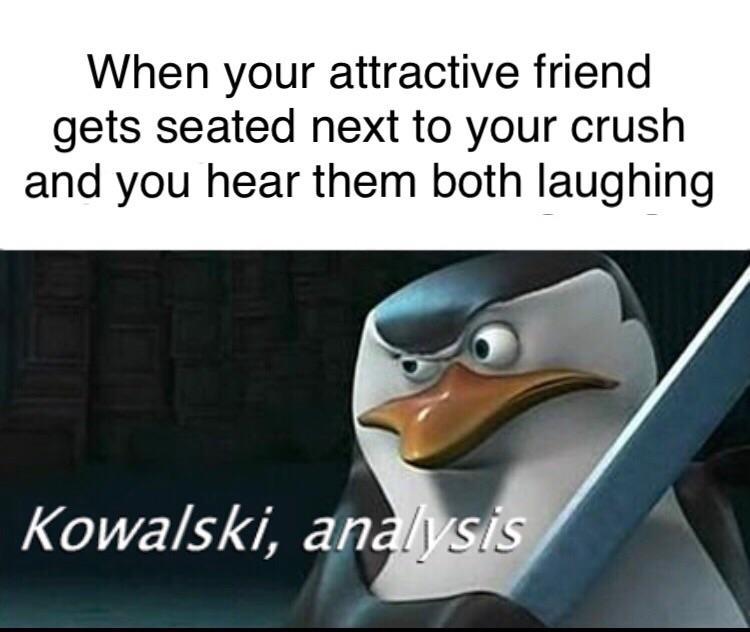 When your attractive friend
gets seated next to your crush
and you hear them both laughing
Kowalski, analysis